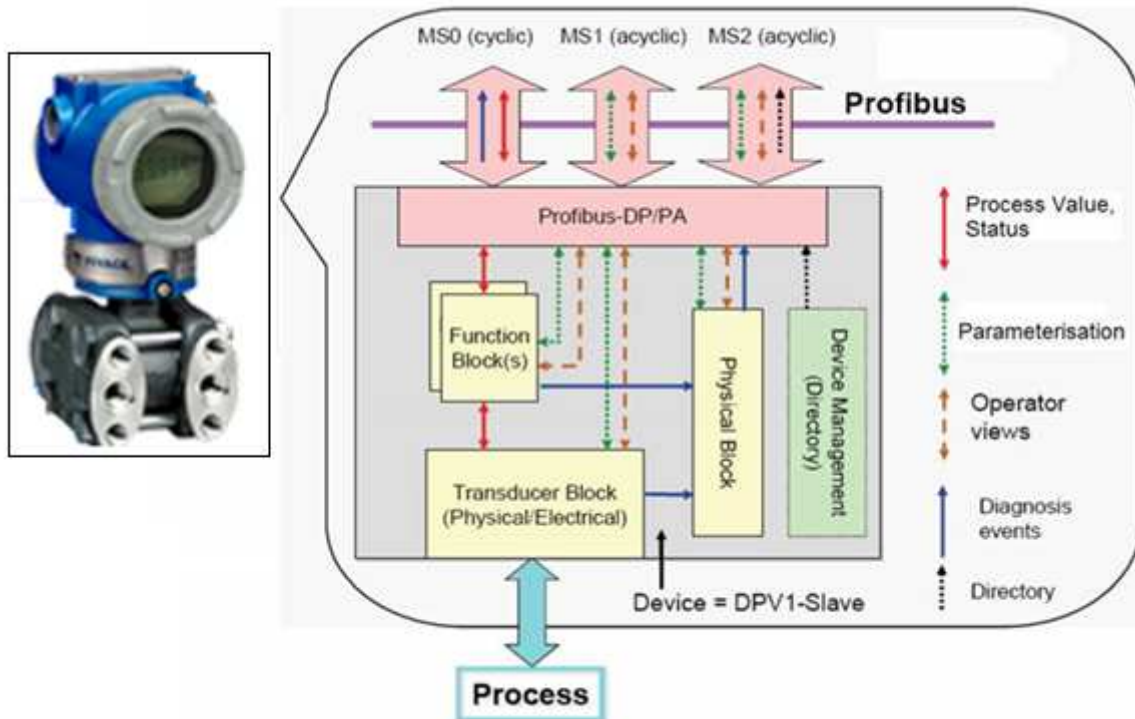 MS0 (cyclic) MS1 (acyclic) MS2 (acyclic)
Profibus
Profibus-DP/PA
Function
Block(s)
Transducer Block
(Physical/Electrical)
Physical Block
Device Management
(Directory)
Device = DPV1-Slave
Process
Process Value,
Status
Parameterisation
Operator
views
Diagnosis
events
Directory